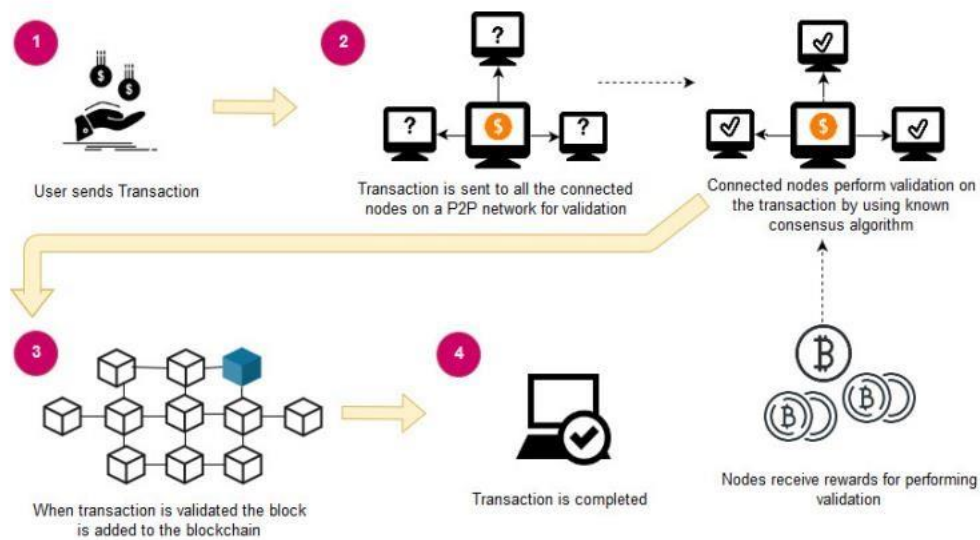 1
User sends Transaction
2
?
?
?
$
Transaction is sent to all the connected
nodes on a P2P network for validation
$
Connected nodes perform validation on
the transaction by using known
consensus algorithm
3
When transaction is validated the block
is added to the blockchain
4
Transaction is completed
Nodes receive rewards for performing
validation